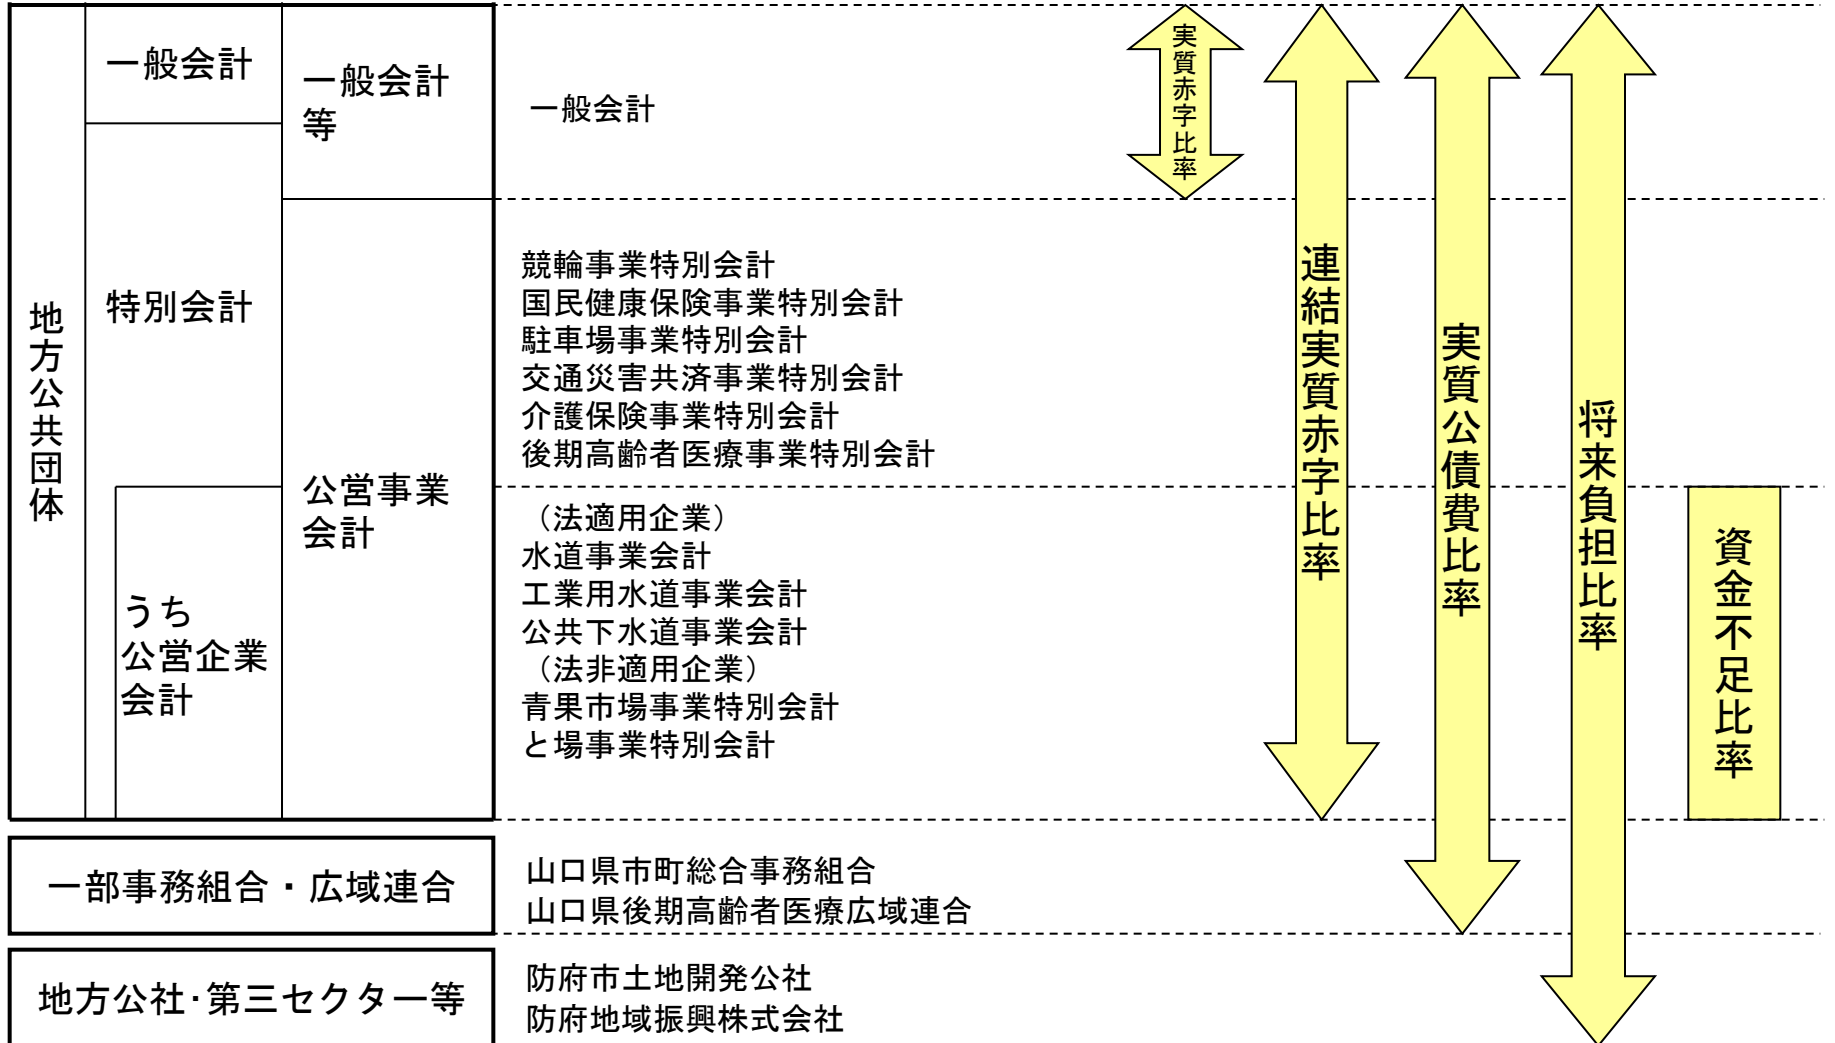 地方公共団体
一般会計
特別会計
うち
公営企業
会計
一般会計
等
公営事業
会計
一般会計
競輪事業特別会計
国民健康保険事業特別会計
駐車場事業特別会計
交通災害共済事業特別会計
介護保険事業特別会計
後期高齢者医療事業特別会計
（法適用企業）
水道事業会計
工業用水道事業会計
公共下水道事業会計
（法非適用企業）
青果市場事業特別会計
と場事業特別会計
実質赤字比率
連結実質赤字比率
実質公債費比率
将来負担比率
資金不足比率
一部事務組合・広域連合
山口県市町総合事務組合
山口県後期高齢者医療広域連合
地方公社･第三セクター等
防府市土地開発公社
防府地域振興株式会社